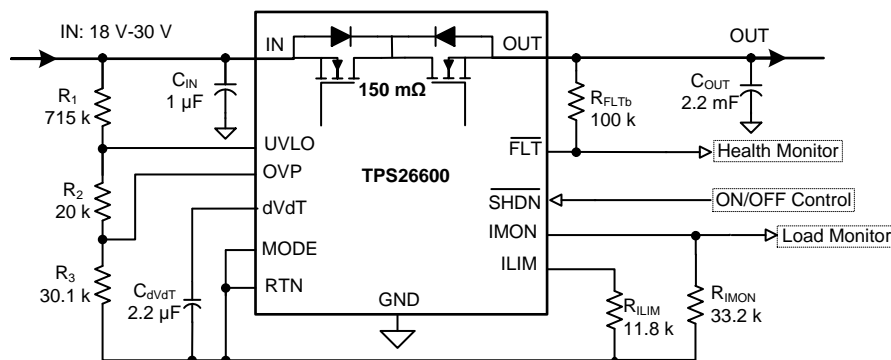 IN: 18 V-30 V
IN
OUT
OUT
CIN
1 µF
150 mΩ
COUT
2.2 mF
R1
715 k
RFLTb
100 k
UVLO
FLT
Health Monitor
OVP
TPS26600
R2
20 k
dVdT
SHDN
ON/OFF Control
MODE
IMON
Load Monitor
R3
30.1 k
CdVdT
2.2 µF
RTN
ILIM
GND
RILIM
11.8 k
RIMON
33.2 k